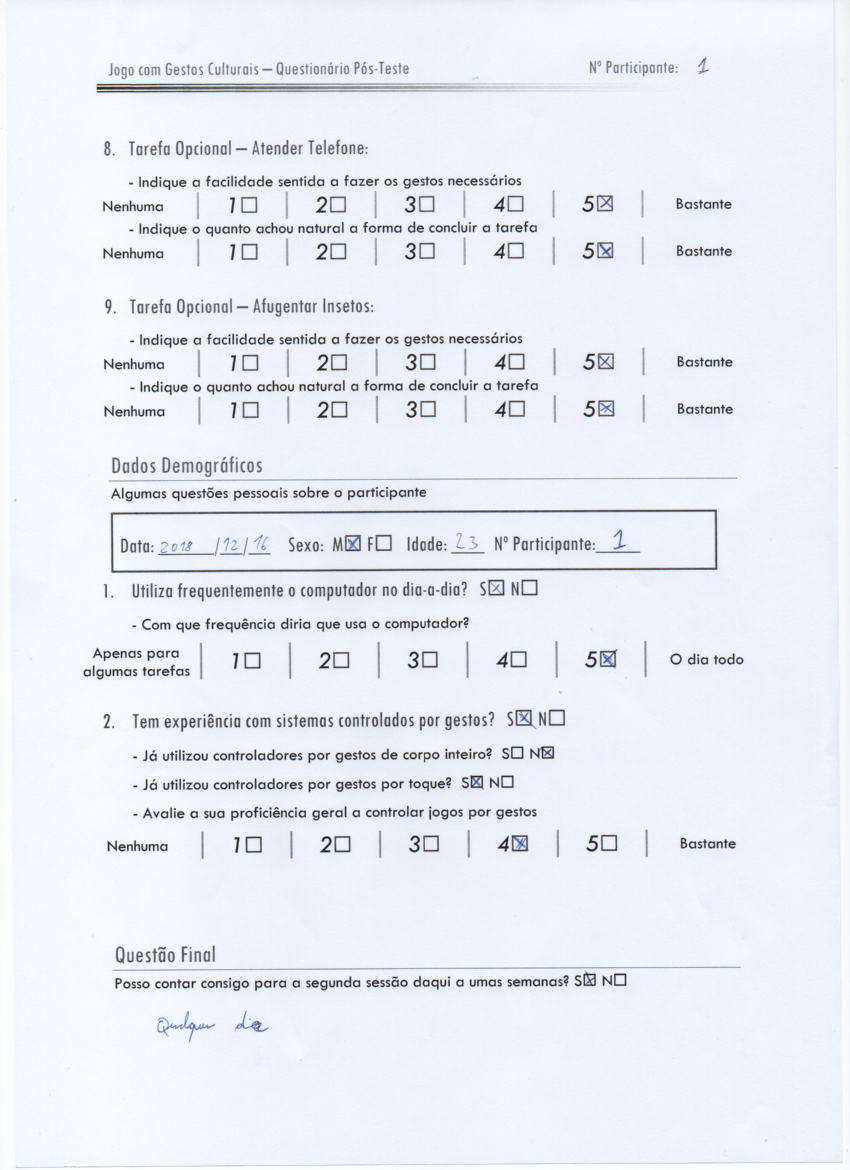 Jogo com Gestos Culturais – Questionário Pós-Teste Nº Participante: 1
8. Tarefa Opcional – Atender Telefone:
- Indique a facilidade sentida a fazer os gestos necessários
Nenhuma | 1☐ | 2☐ | 3☐ | 4☐ | 5☒ | Bastante
- Indique o quanto achou natural a forma de concluir a tarefa
Nenhuma | 1☐ | 2☐ | 3☐ | 4☐ | 5☒ | Bastante
9. Tarefa Opcional – Afugentar Insetos:
- Indique a facilidade sentida a fazer os gestos necessários
Nenhuma | 1☐ | 2☐ | 3☐ | 4☐ | 5☒ | Bastante
- Indique o quanto achou natural a forma de concluir a tarefa
Nenhuma | 1☐ | 2☐ | 3☐ | 4☐ | 5☒ | Bastante
Dados Demográficos
Algumas questões pessoais sobre o participante
Data: 2018/12/16 Sexo: M☒ F☐ Idade: 23 Nº Participante: 1
1. Utiliza frequentemente o computador no dia-a-dia? S☒ N☐
- Com que frequência diria que usa o computador?
Apenas para
algumas tarefas | 1☐ | 2☐ | 3☐ | 4☐ | 5☒ | O dia todo
2. Tem experiência com sistemas controlados por gestos? S☒ N☐
- Já utilizou controladores por gestos de corpo inteiro? S☐ N☒
- Já utilizou controladores por gestos por toque? S☒ N☐
- Avalie a sua proficiência geral a controlar jogos por gestos
Nenhuma | 1☐ | 2☐ | 3☐ | 4☒ | 5☐ | Bastante
Questão Final
Posso contar consigo para a segunda sessão daqui a umas semanas? S☒ N☐
Qualquer dia